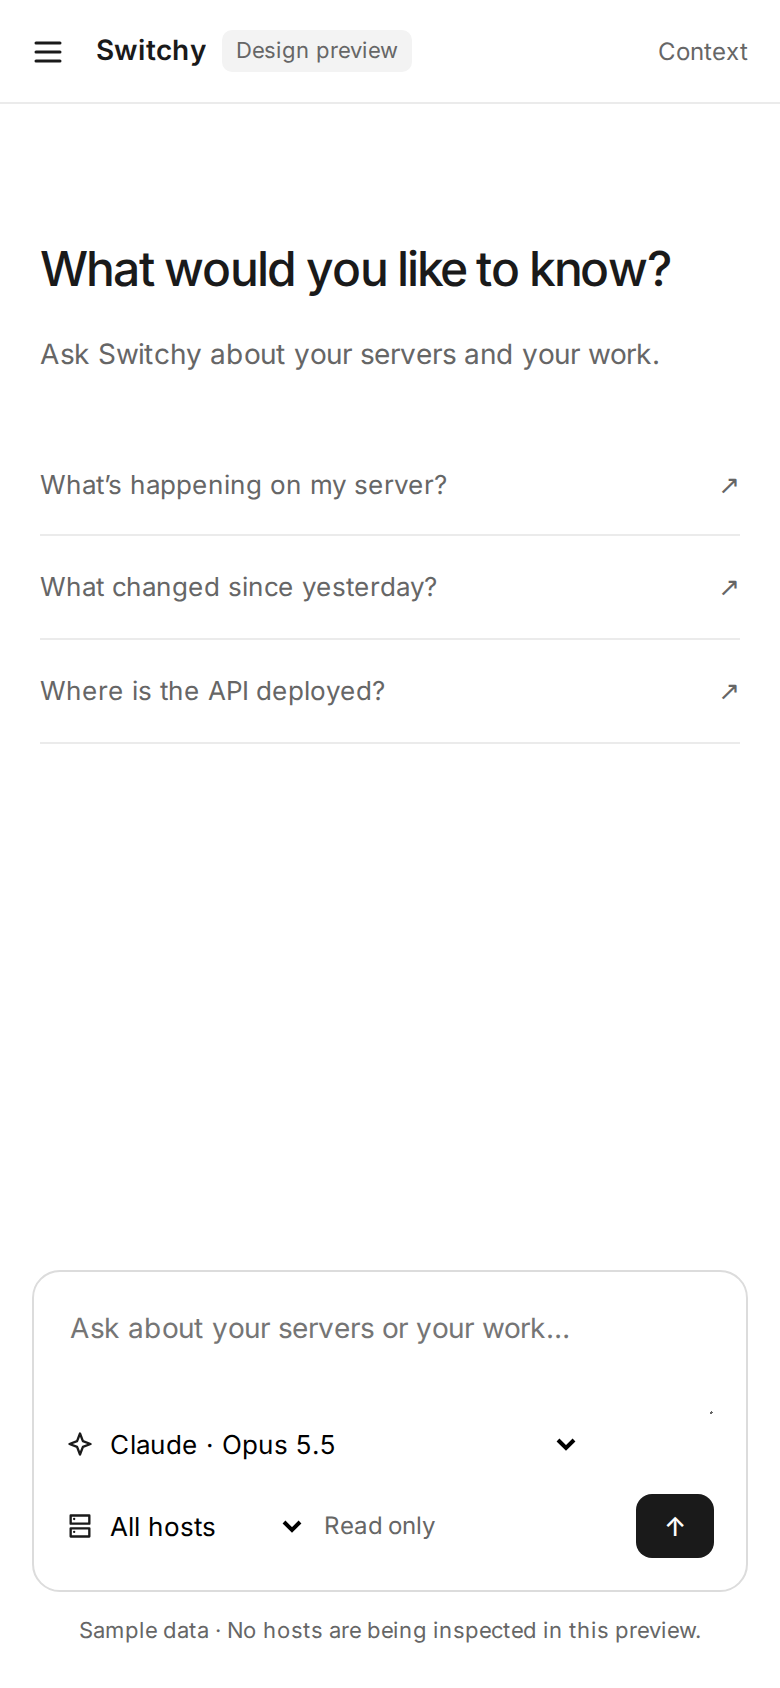 Switchy
Design preview
Context
What would you like to know?
Ask Switchy about your servers and your work.
What’s happening on my server? ↗
What changed since yesterday? ↗
Where is the API deployed? ↗
Ask about your servers or your work...
Claude · Opus 5.5
All hosts
Read only
↑
Sample data · No hosts are being inspected in this preview.